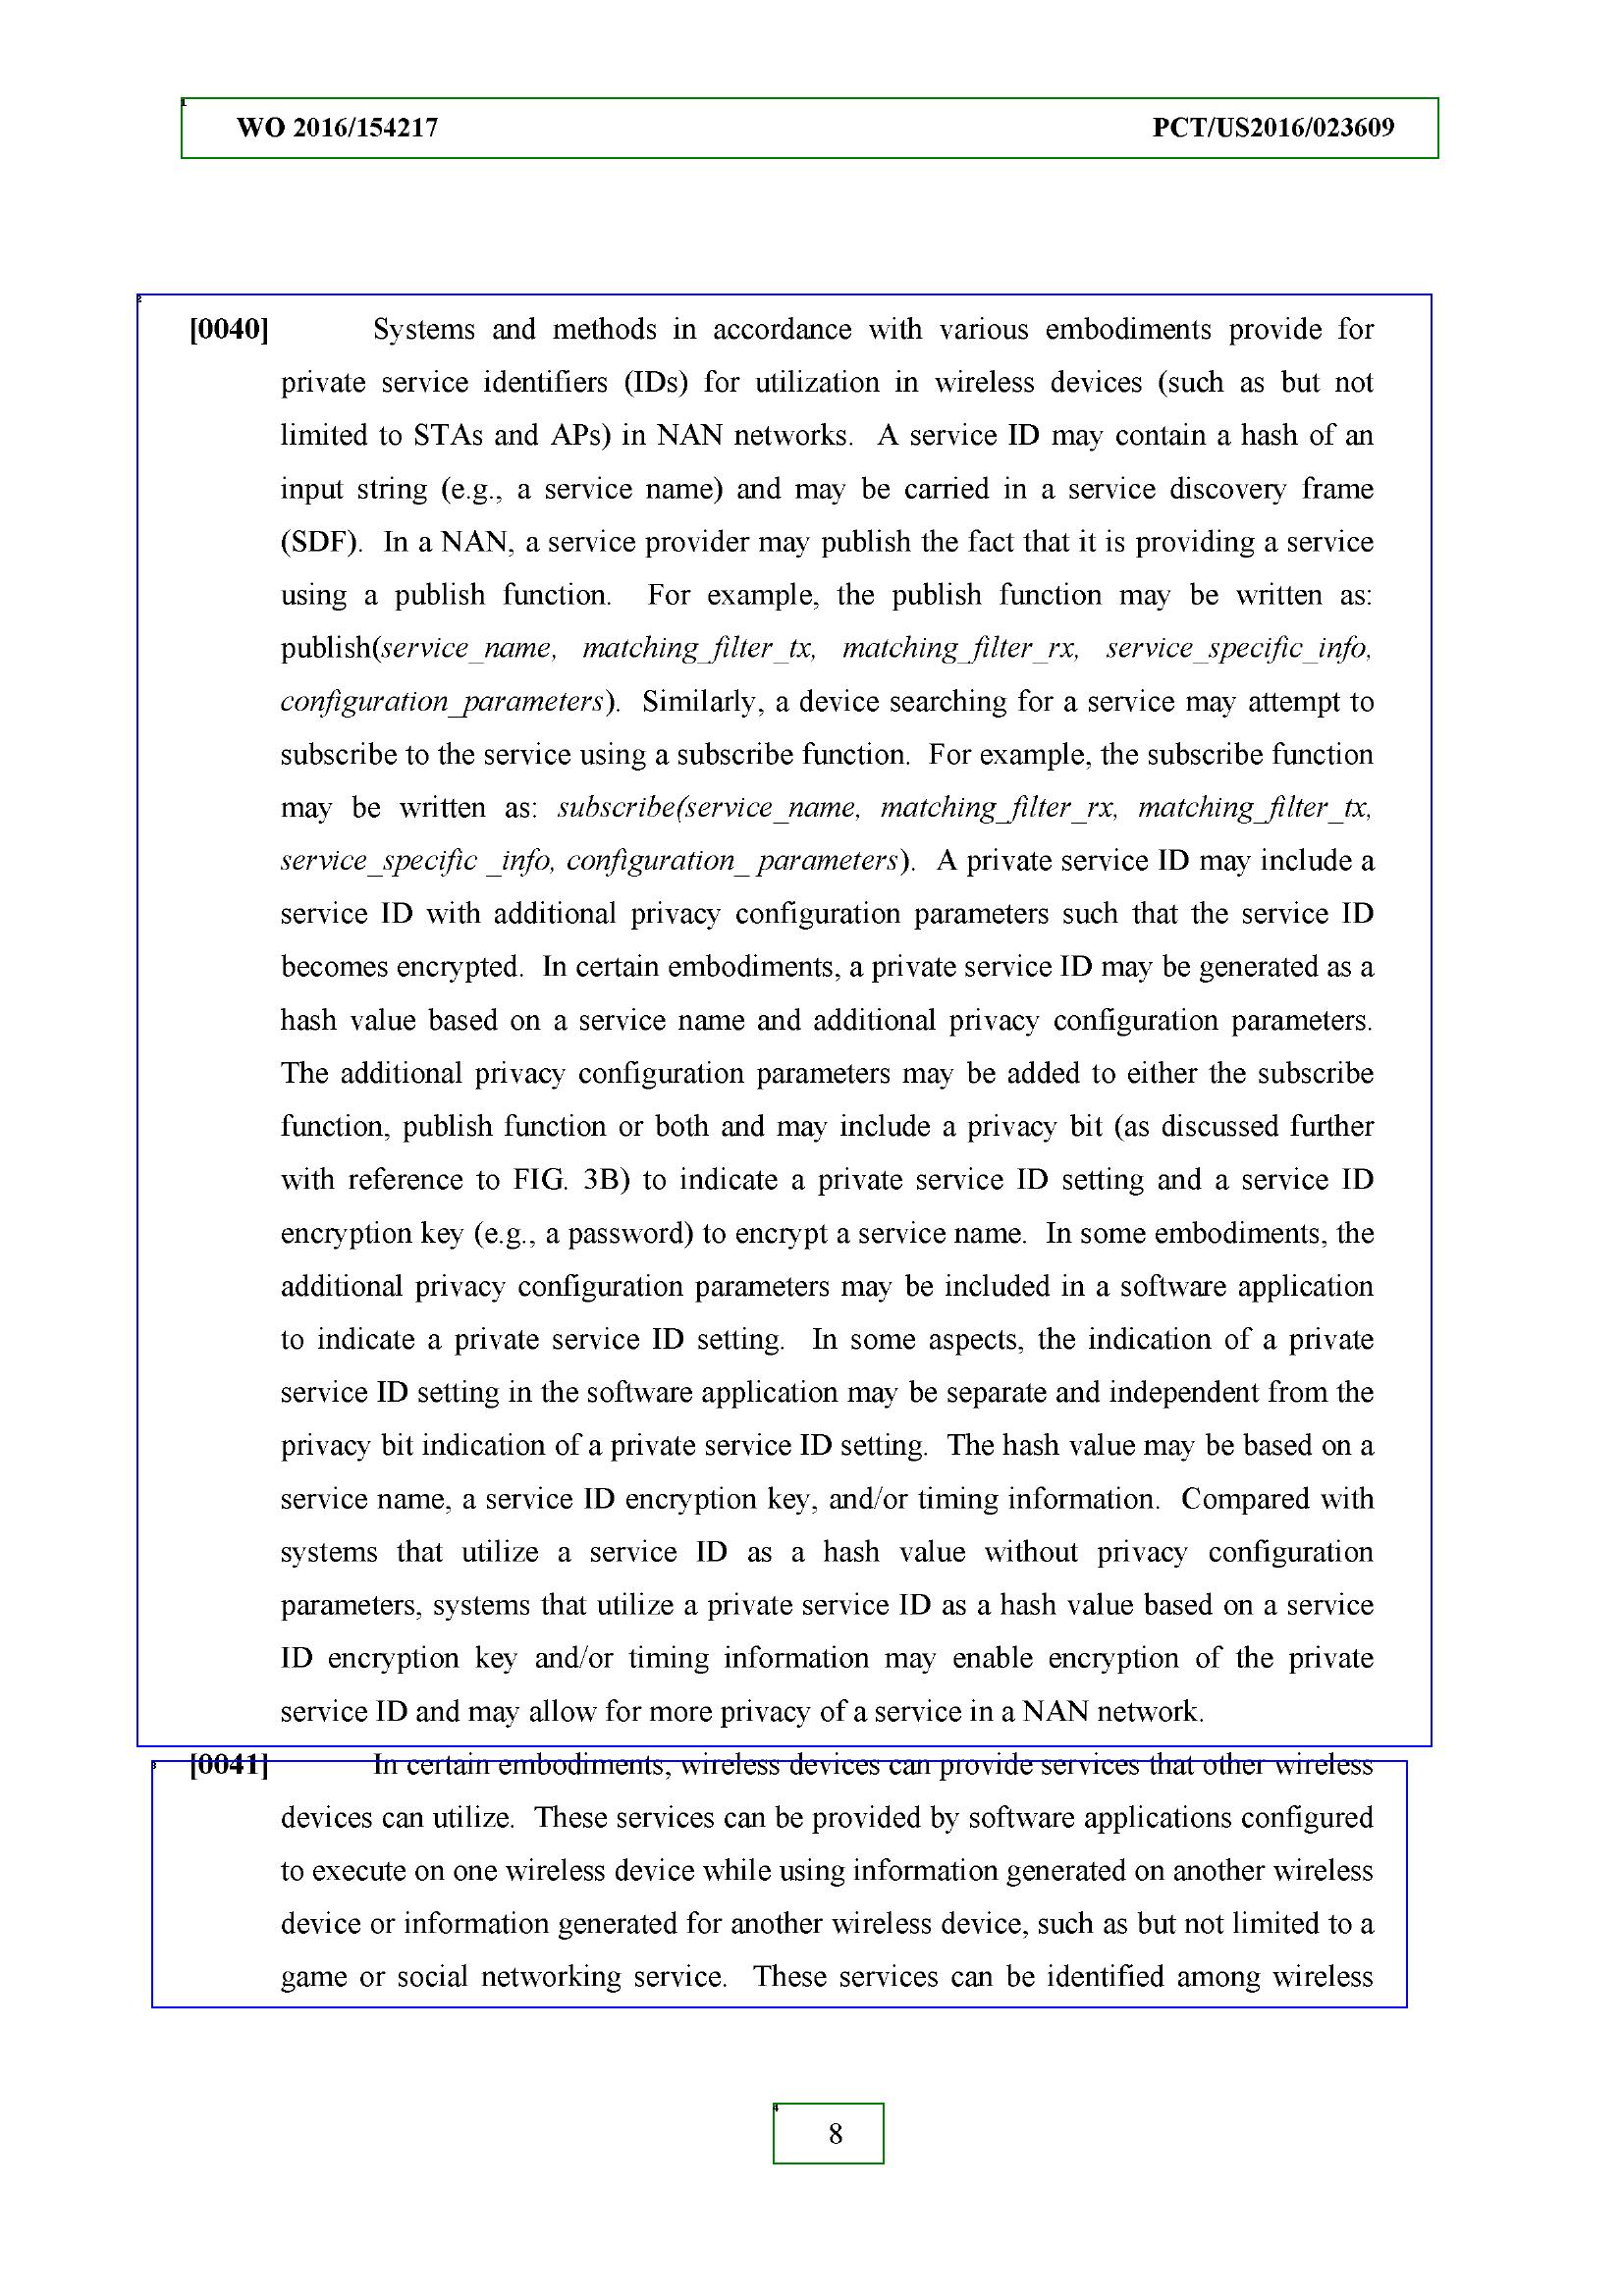 WO 2016/154217 PCT/US2016/023609
[0040] Systems and methods in accordance with various embodiments provide for
private service identifiers (IDs) for utilization in wireless devices (such as but not
limited to STAs and APs) in NAN networks. A service ID may contain a hash of an
input string (e.g., a service name) and may be carried in a service discovery frame
(SDF). In a NAN, a service provider may publish the fact that it is providing a service
using a publish function. For example, the publish function may be written as:
publish(service_name, matching_filter_tx, matching_filter_rx, service_specific_info,
configuration_parameters). Similarly, a device searching for a service may attempt to
subscribe to the service using a subscribe function. For example, the subscribe function
may be written as: subscribe(service_name, matching_filter_rx, matching_filter_tx,
service_specific _info, configuration_ parameters). A private service ID may include a
service ID with additional privacy configuration parameters such that the service ID
becomes encrypted. In certain embodiments, a private service ID may be generated as a
hash value based on a service name and additional privacy configuration parameters.
The additional privacy configuration parameters may be added to either the subscribe
function, publish function or both and may include a privacy bit (as discussed further
with reference to FIG. 3B) to indicate a private service ID setting and a service ID
encryption key (e.g., a password) to encrypt a service name. In some embodiments, the
additional privacy configuration parameters may be included in a software application
to indicate a private service ID setting. In some aspects, the indication of a private
service ID setting in the software application may be separate and independent from the
privacy bit indication of a private service ID setting. The hash value may be based on a
service name, a service ID encryption key, and/or timing information. Compared with
systems that utilize a service ID as a hash value without privacy configuration
parameters, systems that utilize a private service ID as a hash value based on a service
ID encryption key and/or timing information may enable encryption of the private
service ID and may allow for more privacy of a service in a NAN network.
[0041] In certain embodiments, wireless devices can provide services that other wireless
devices can utilize. These services can be provided by software applications configured
to execute on one wireless device while using information generated on another wireless
device or information generated for another wireless device, such as but not limited to a
game or social networking service. These services can be identified among wireless
8